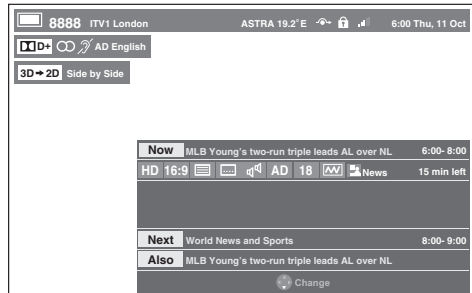 8888 ITV1 London ASTRA 19.2°E 6:00 Thu, 11 Oct
DD+ AD English
3D➔2D Side by Side
Now MLB Young's two-run triple leads AL over NL 6:00- 8:00
HD 16:9 AD 18 News 15 min left
Next World News and Sports 8:00- 9:00
Also MLB Young's two-run triple leads AL over NL
Change